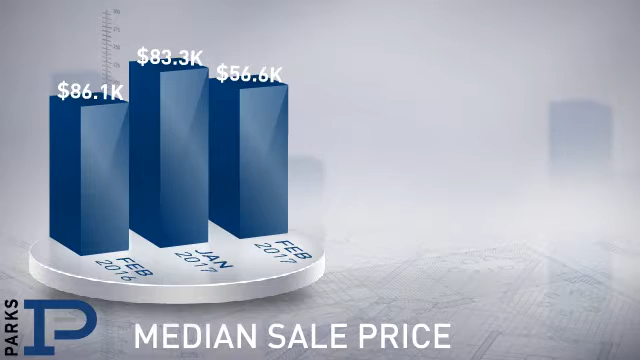 $86.1K
$83.3K
$56.6K
FEB
2016
JAN
2017
FEB
2017
PARKS
P
MEDIAN SALE PRICE